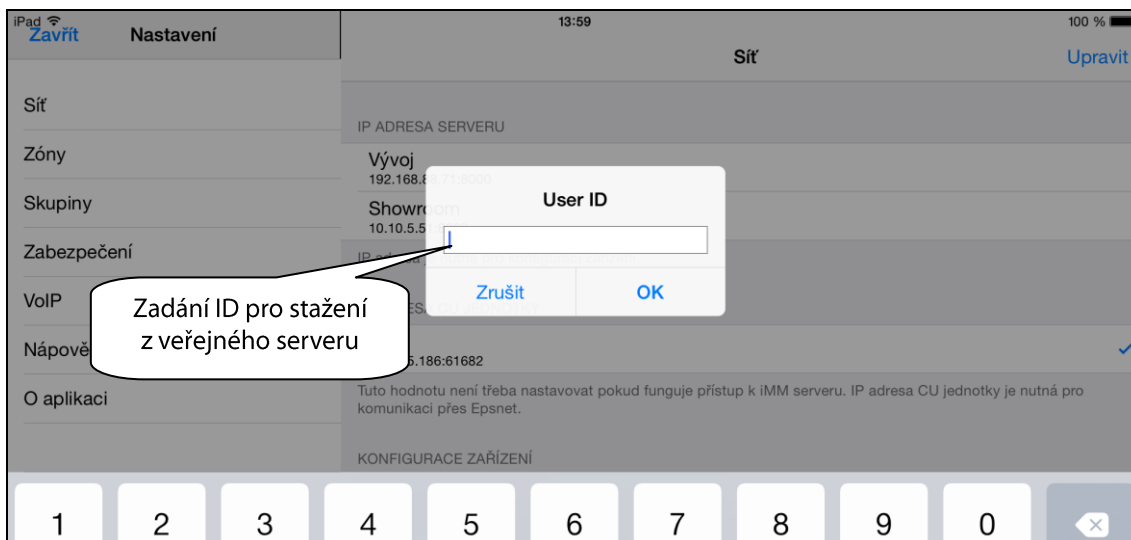 iPad 13:59 100 %
Zavřít Nastavení Síť Upravit
Síť
Zóny
Skupiny
Zabezpečení
VoIP
Nápově
O aplikaci
IP ADRESA SERVERU
Vývoj
192.168.88.71:8000
Showroom
10.10.5.5
User ID
Zrušit OK
Zadání ID pro stažení
z veřejného serveru
5.186:61682
Tuto hodnotu není třeba nastavovat pokud funguje přístup k iMM serveru. IP adresa CU jednotky je nutná pro
komunikaci přes Epsnet.
KONFIGURACE ZAŘÍZENÍ
1 2 3 4 5 6 7 8 9 0